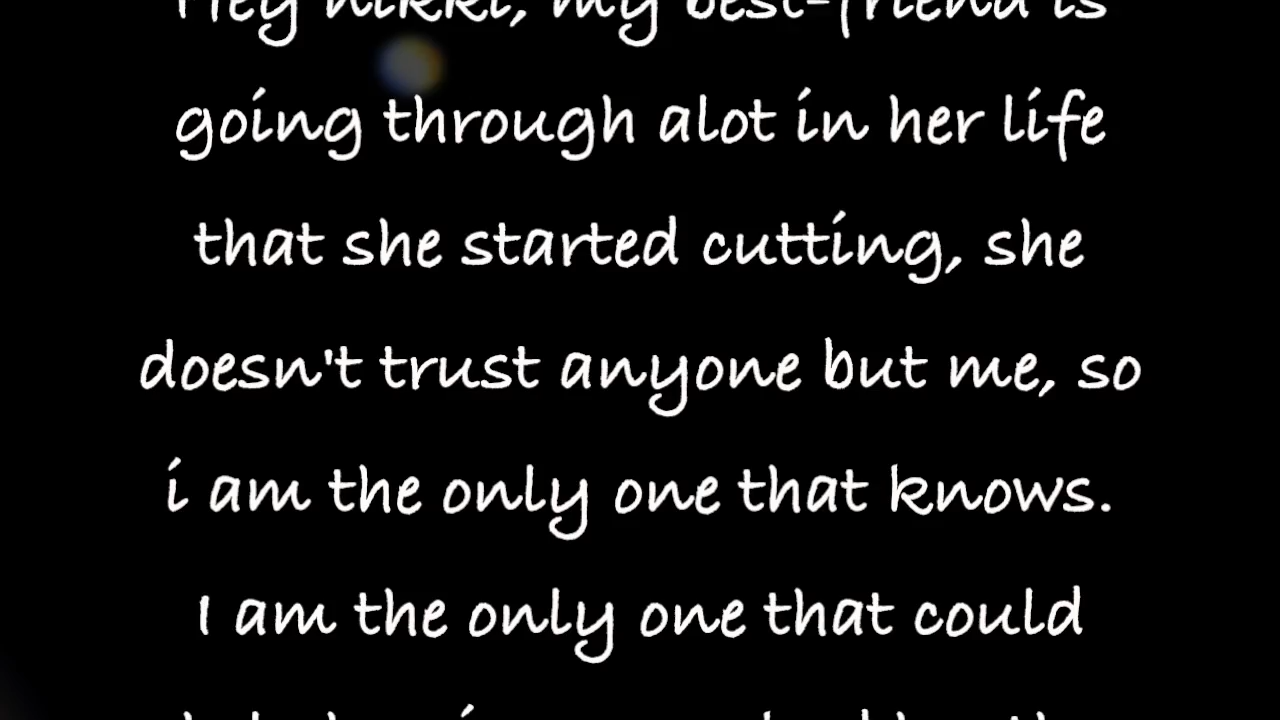 Hey nikki, my best-friend is
going through alot in her life
that she started cutting, she
doesn't trust anyone but me, so
i am the only one that knows.
I am the only one that could